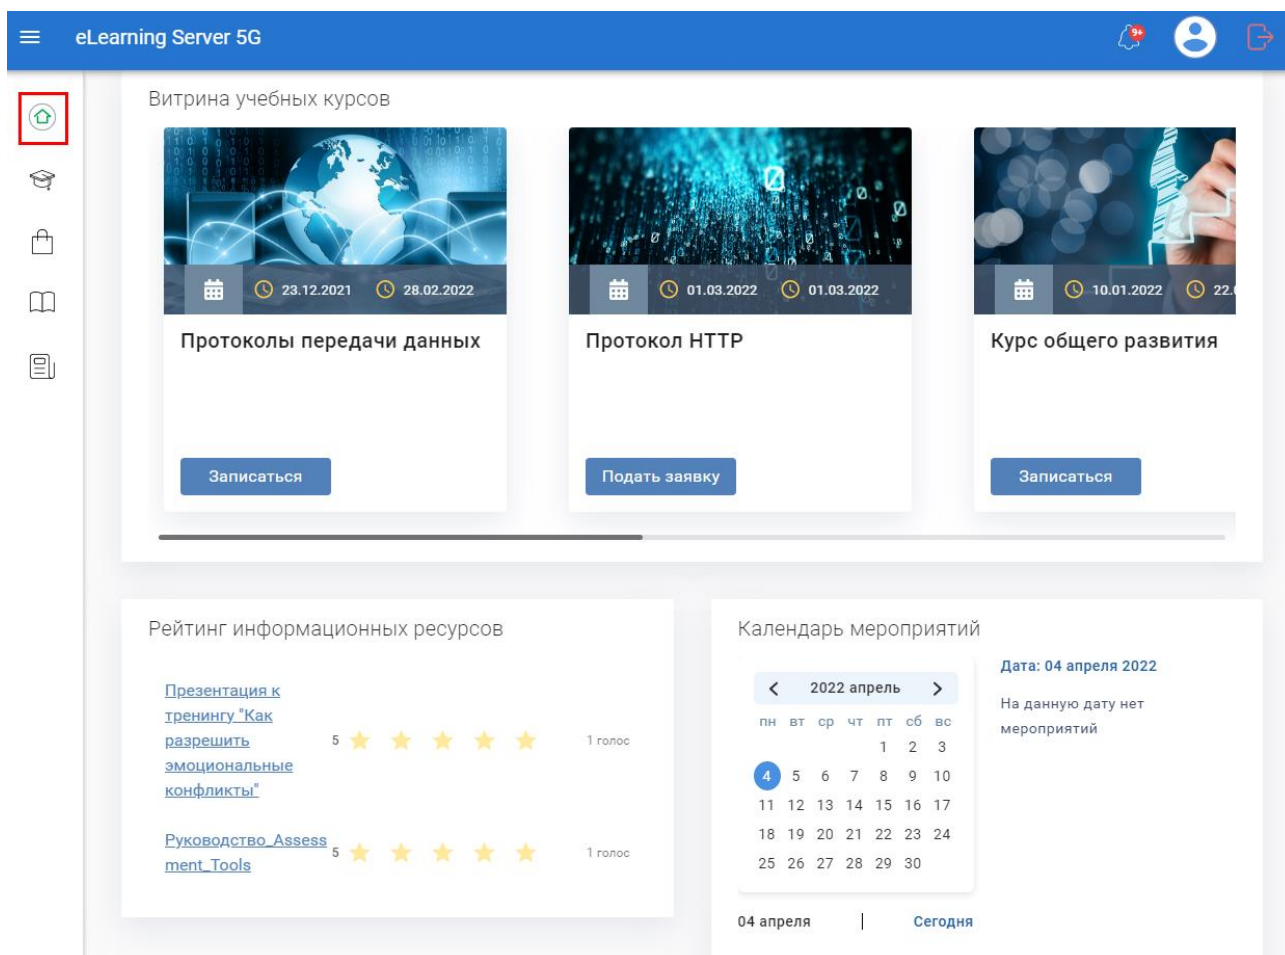 eLearning Server 5G
9+
Витрина учебных курсов
23.12.2021 28.02.2022
01.03.2022 01.03.2022
10.01.2022 22.
Протоколы передачи данных
Протокол HTTP
Курс общего развития
Записаться
Подать заявку
Записаться
Рейтинг информационных ресурсов
Презентация к
тренингу "Как
разрешить
эмоциональные
конфликты"
5
1 голос
Руководство_Assess
ment_Tools
5
1 голос
Календарь мероприятий
2022 апрель
пн вт ср чт пт сб вс
1 2 3
4 5 6 7 8 9 10
11 12 13 14 15 16 17
18 19 20 21 22 23 24
25 26 27 28 29 30
04 апреля | Сегодня
Дата: 04 апреля 2022
На данную дату нет
мероприятий